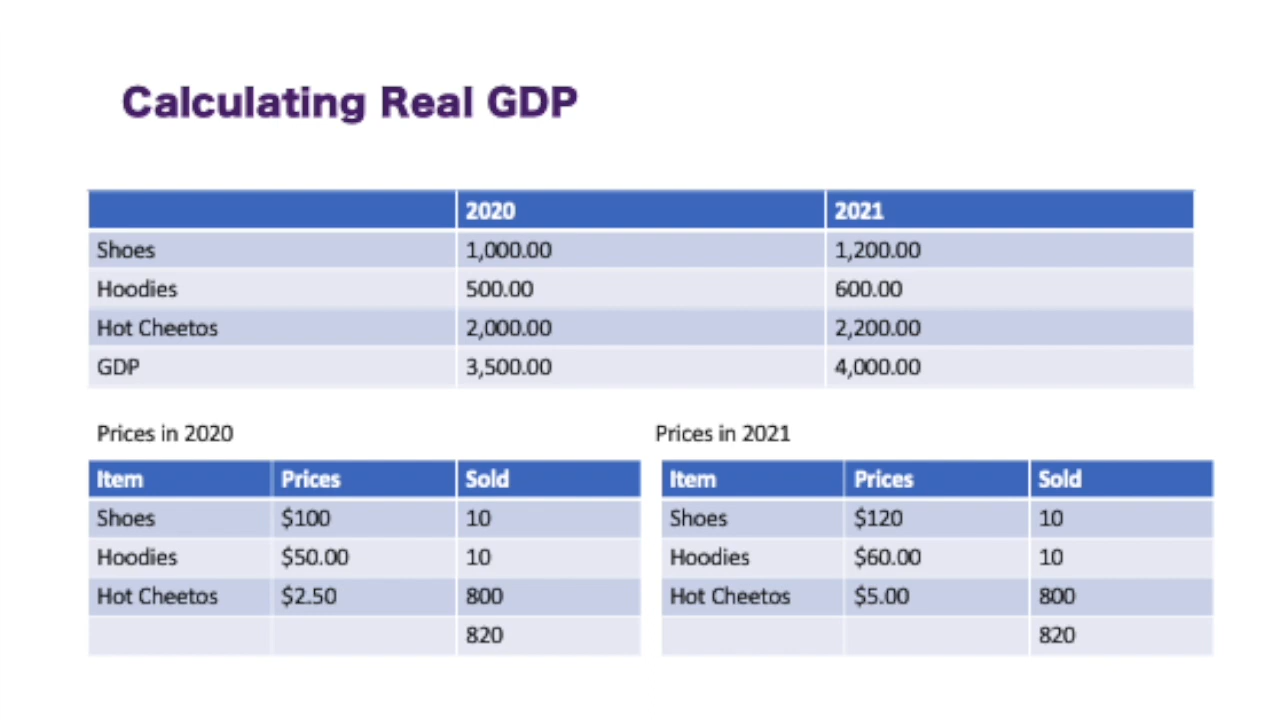 Calculating Real GDP
2020 2021
Shoes 1,000.00 1,200.00
Hoodies 500.00 600.00
Hot Cheetos 2,000.00 2,200.00
GDP 3,500.00 4,000.00
Prices in 2020
Item Prices Sold
Shoes $100 10
Hoodies $50.00 10
Hot Cheetos $2.50 800
820
Prices in 2021
Item Prices Sold
Shoes $120 10
Hoodies $60.00 10
Hot Cheetos $5.00 800
820